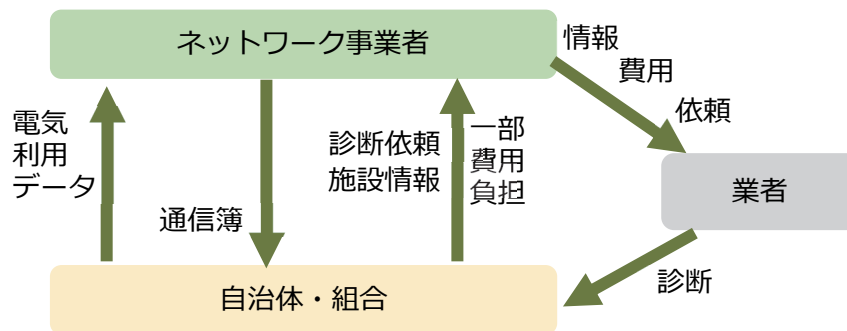 ネットワーク事業者
情報
費用
依頼
電気
利用
データ
通信簿
診断依頼
施設情報
一部
費用
負担
業者
診断
自治体・組合